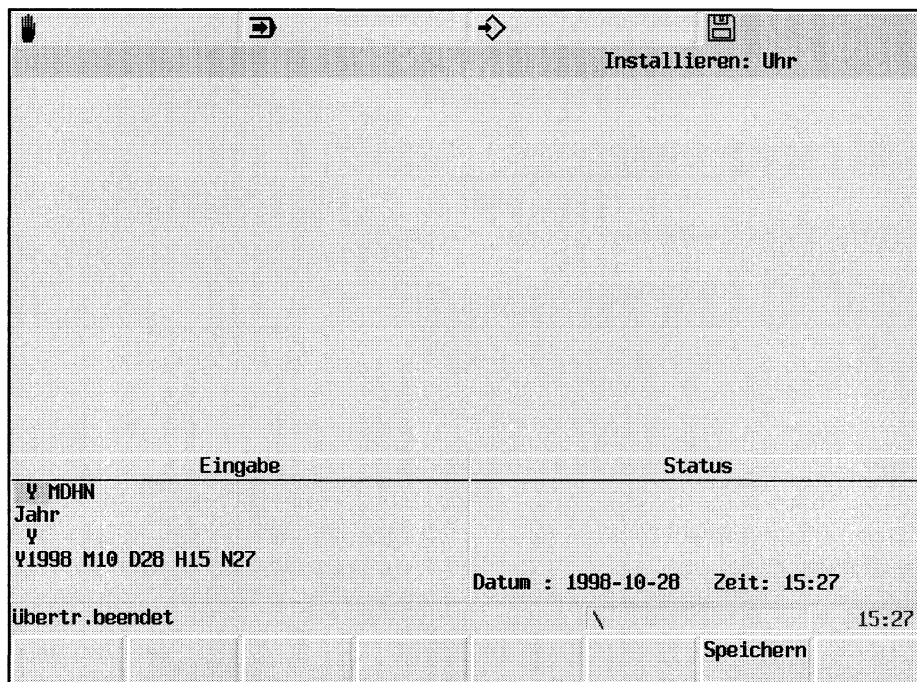 Installieren: Uhr
Eingabe
Status
Y MDHN
Jahr
Y
Y1998 M10 D28 H15 N27
Datum : 1998-10-28 Zeit: 15:27
übertr.beendet \ 15:27
Speichern